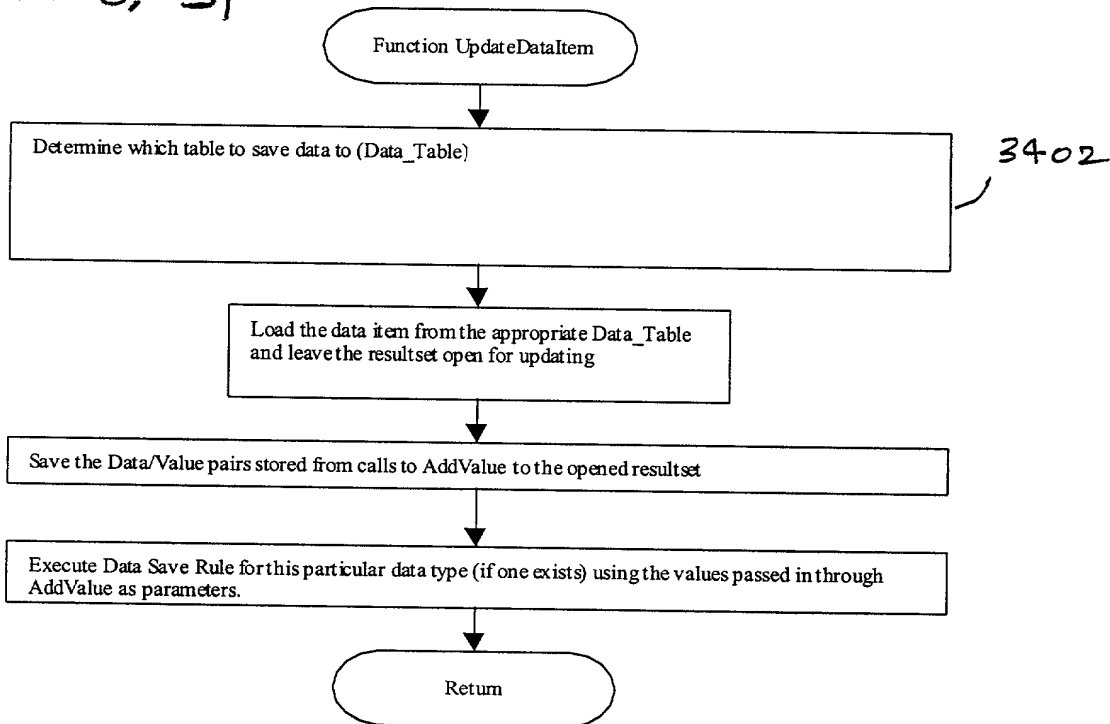 Function UpdateDataItem
Determine which table to save data to (Data_Table)
3402
Load the data item from the appropriate Data_Table
and leave the resultset open for updating
Save the Data/Value pairs stored from calls to AddValue to the opened resultset
Execute Data Save Rule for this particular data type (if one exists) using the values passed in through
AddValue as parameters.
Return